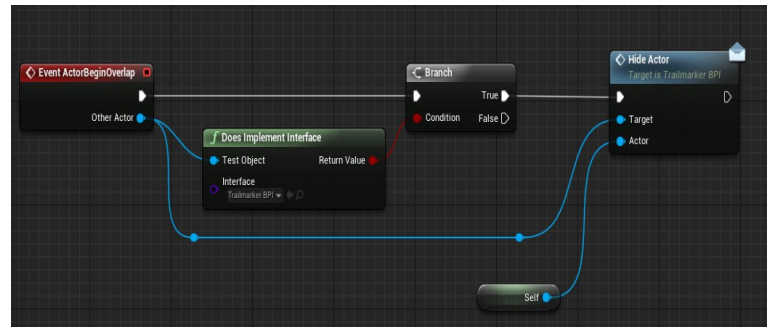 Event ActorBeginOverlap
Other Actor
f Does Implement Interface
Test Object
Return Value
Interface
Trailmarker BPI
Branch
True
Condition
False
Hide Actor
Target is Trailmarker BPI
Target
Actor
Self